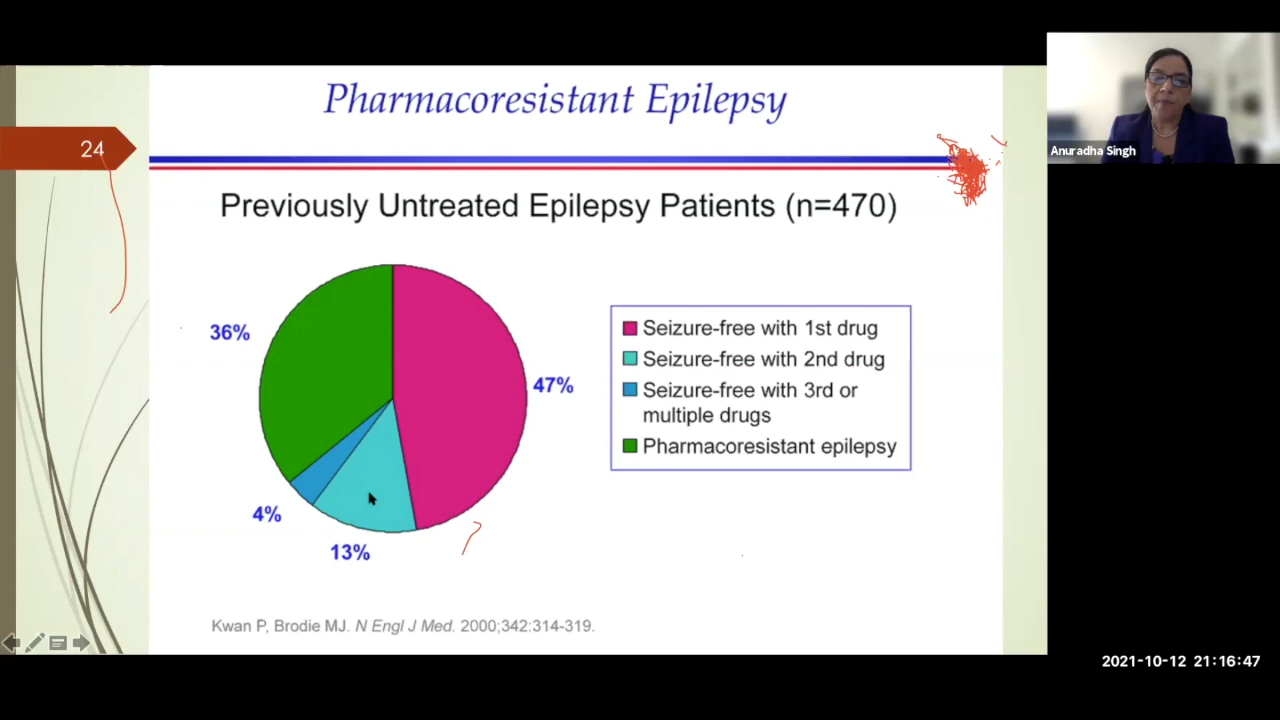 Pharmacoresistant Epilepsy
24
Anuradha Singh
Previously Untreated Epilepsy Patients (n=470)
36%
47%
4%
13%
Seizure-free with 1st drug
Seizure-free with 2nd drug
Seizure-free with 3rd or
multiple drugs
Pharmacoresistant epilepsy
Kwan P, Brodie MJ. N Engl J Med. 2000;342:314-319.
2021-10-12 21:16:47